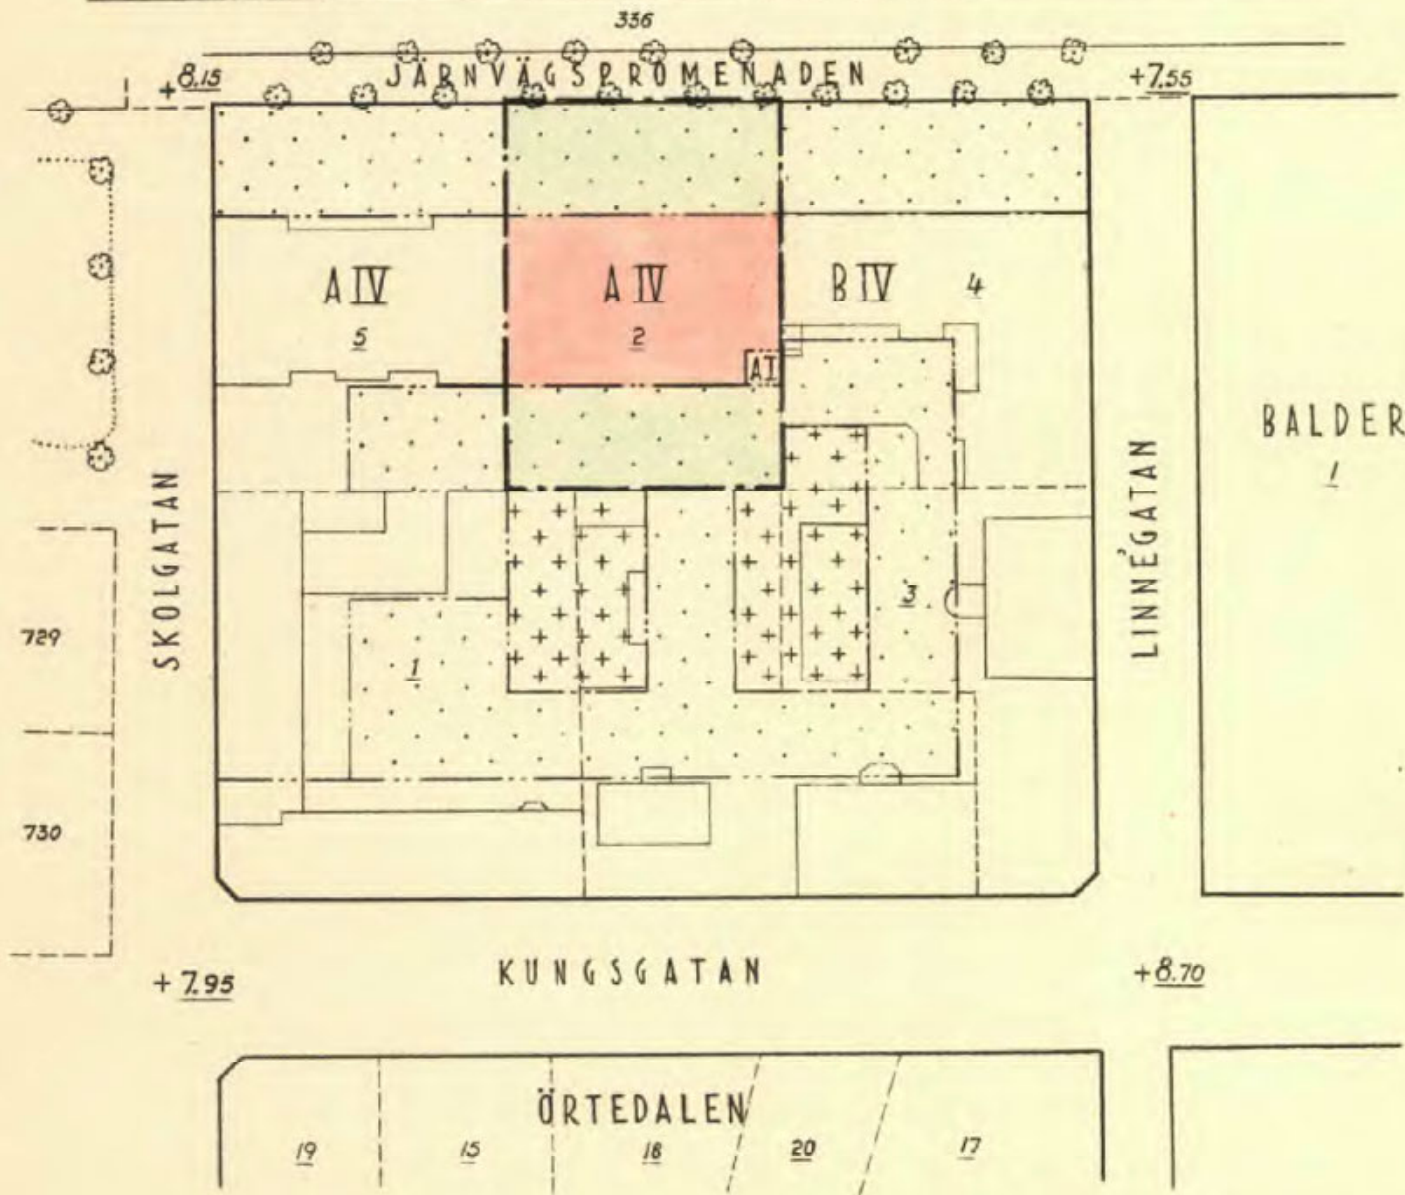 336
+8.15
JÄRNVÄGSPROMENADEN
+7.55
A IV
5
A IV
2
A I
B IV
4
BALDER
1
SKOLGATAN
LINNÉGATAN
729
1
730
+7.95
KUNGSGATAN
+8.70
ÖRTEDALEN
19
15
18
20
17